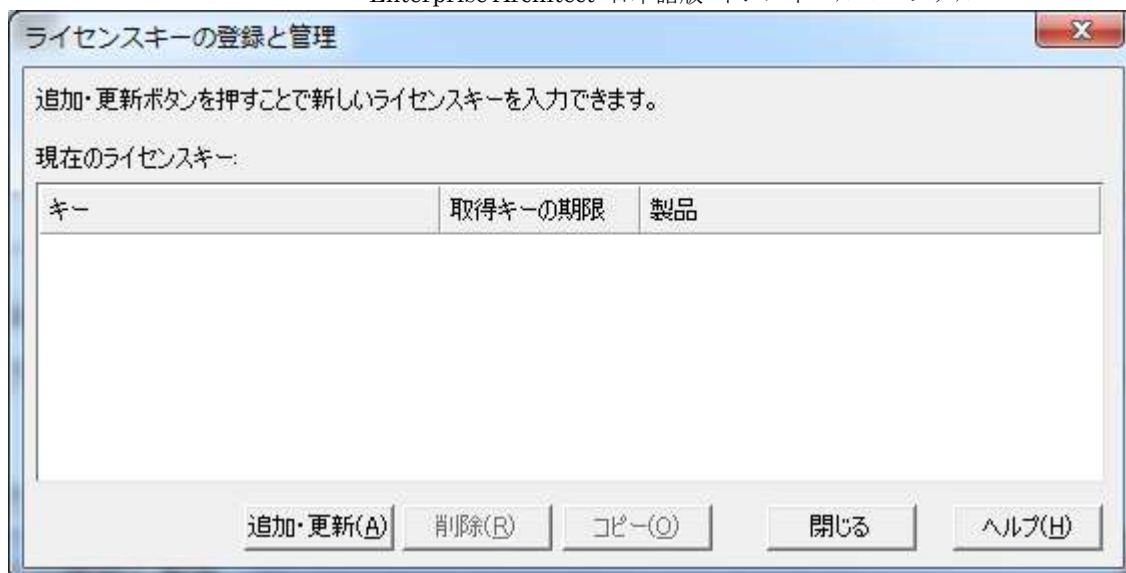 Enterprise Architect
ライセンスキーの登録と管理
追加・更新ボタンを押すことで新しいライセンスキーを入力できます。
現在のライセンスキー:
キー 取得キーの期限 製品
追加・更新(A) 削除(R) コピー(O) 閉じる ヘルプ(H)